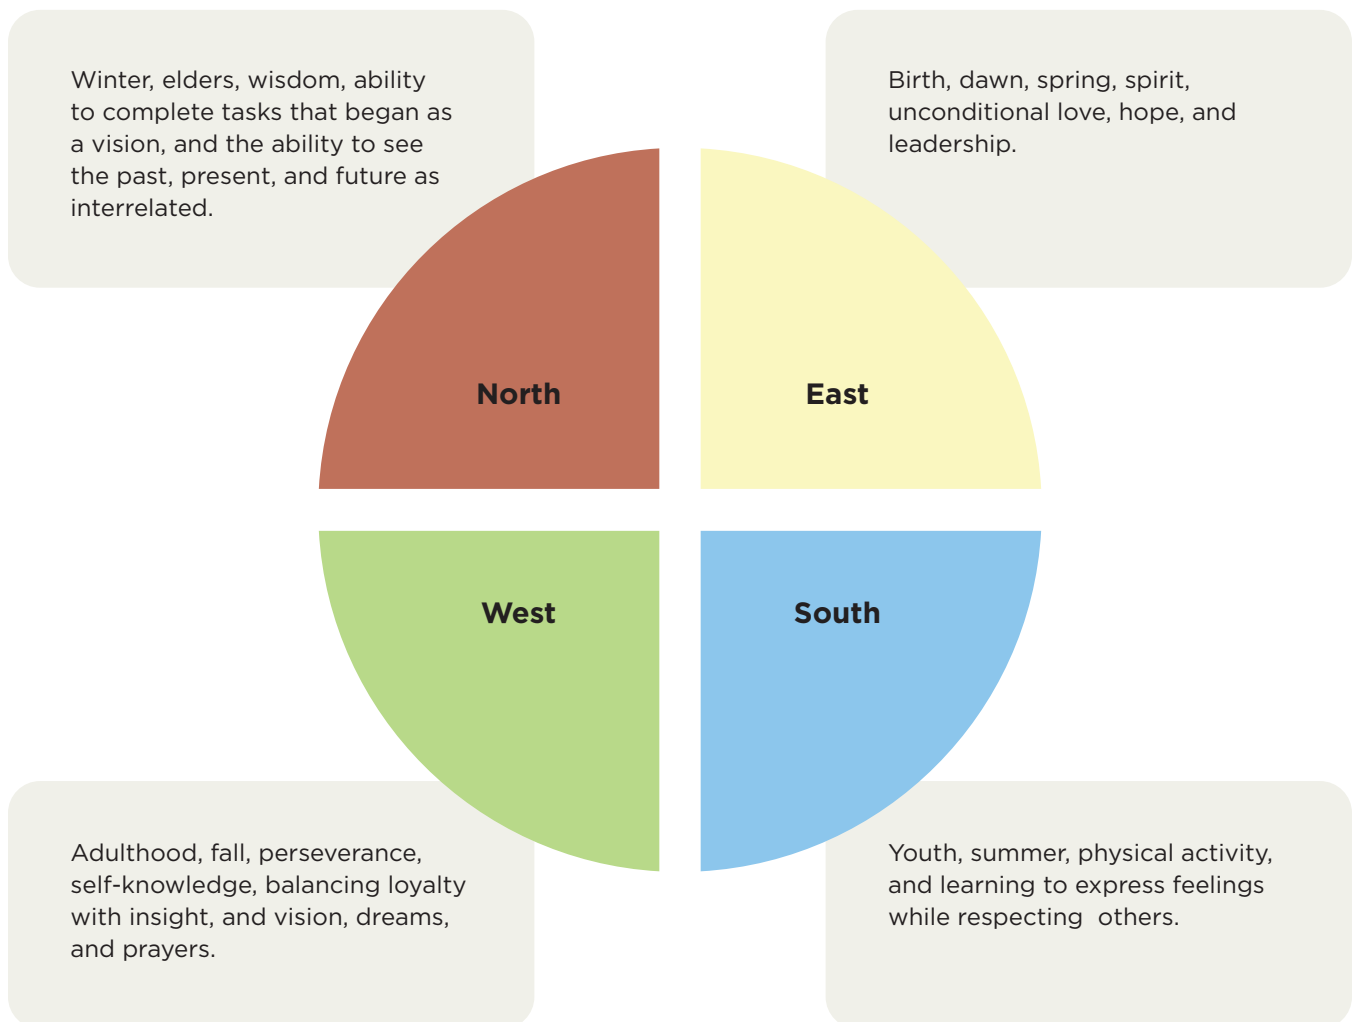 Winter, elders, wisdom, ability
to complete tasks that began as
a vision, and the ability to see
the past, present, and future as
interrelated.
Birth, dawn, spring, spirit,
unconditional love, hope, and
leadership.
North
East
West
South
Adulthood, fall, perseverance,
self-knowledge, balancing loyalty
with insight, and vision, dreams,
and prayers.
Youth, summer, physical activity,
and learning to express feelings
while respecting  others.